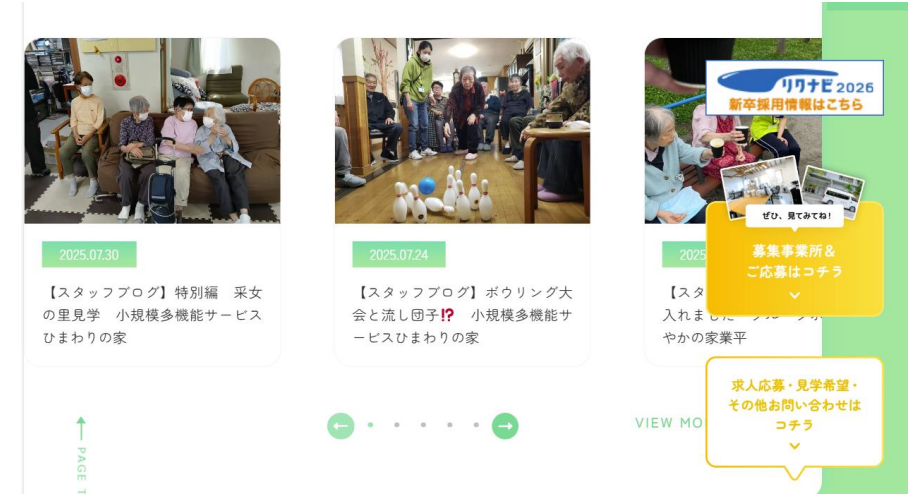 リクナビ2026
新卒採用情報はこちら
ぜひ、見てみてね!
募集事業所&
ご応募はコチラ
2025.07.30
【スタッフブログ】特別編 采女
の里見学 小規模多機能サービス
ひまわりの家
2025.07.24
【スタッフブログ】ボウリング大
会と流し団子⁉ 小規模多機能サ
ービスひまわりの家
2025
【スタ
入れました
やかの家業平
求人応募・見学希望・
その他お問い合わせは
コチラ
VIEW MO
PAGE T